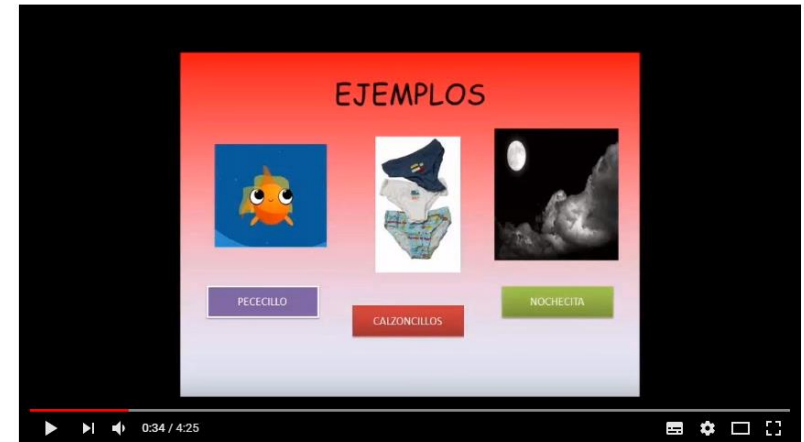 EJEMPLOS
PECECILLO
CALZONCILLOS
NOCHECITA
0:34 / 4:25